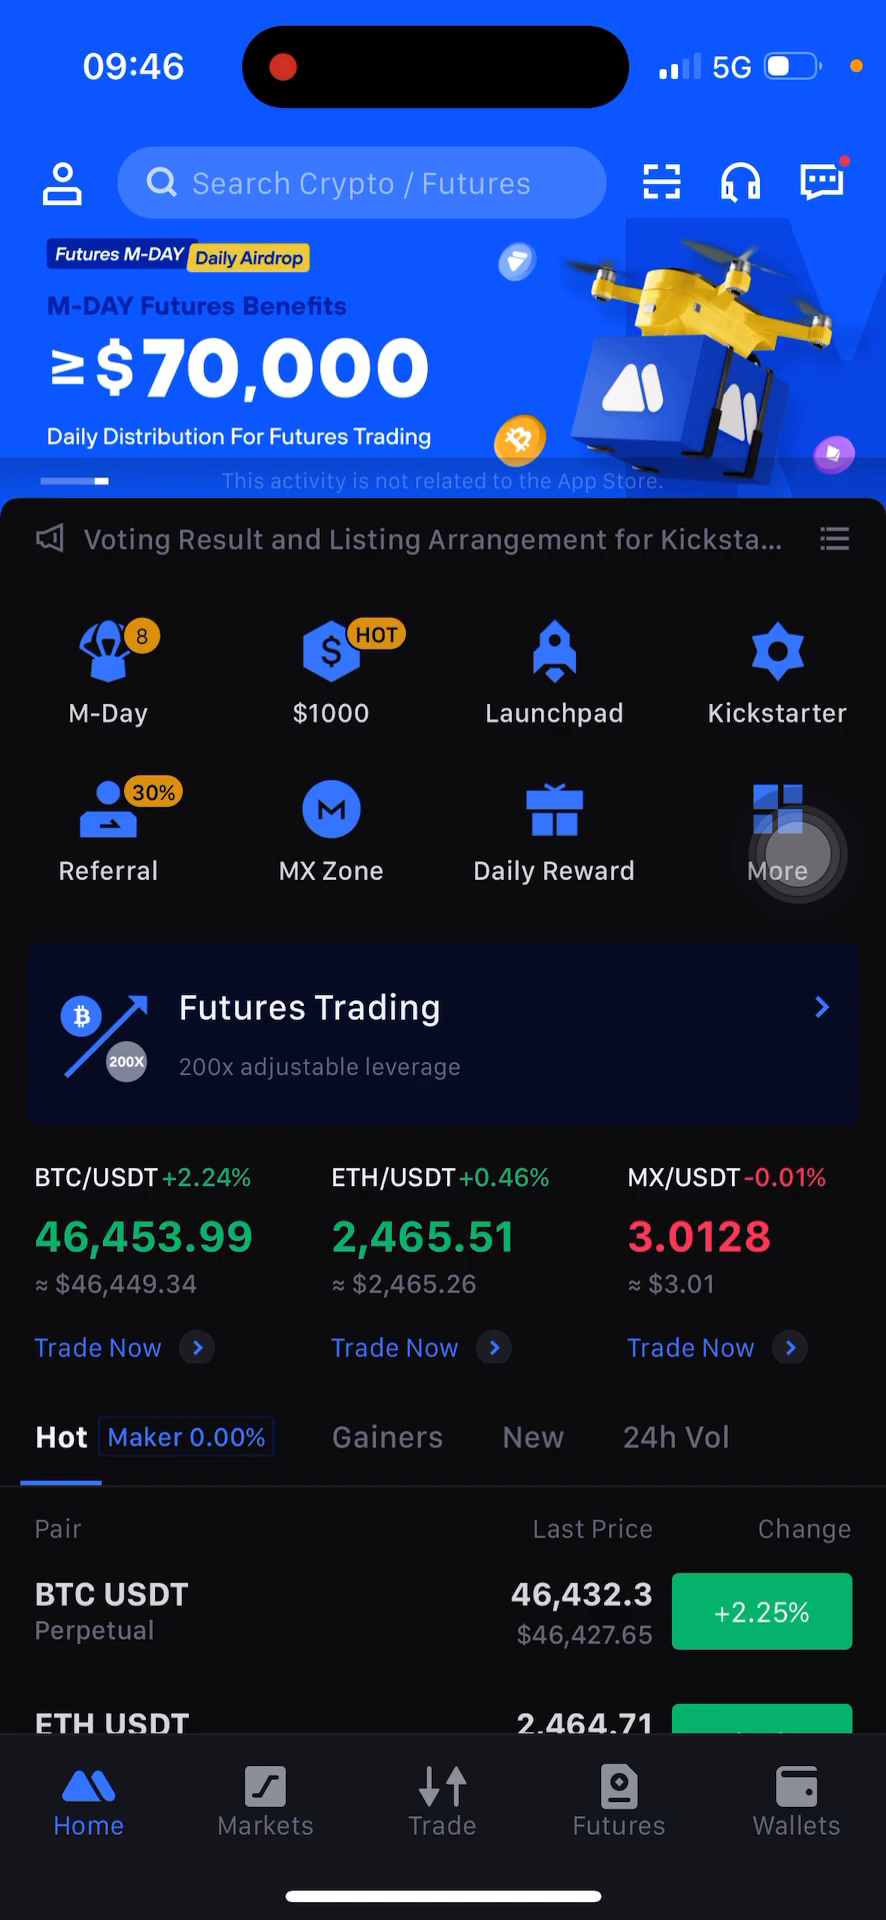 09:46
5G
Search Crypto / Futures
Futures M-DAY Daily Airdrop
M-DAY Futures Benefits
≥$70,000
Daily Distribution For Futures Trading
This activity is not related to the App Store.
Voting Result and Listing Arrangement for Kicksta...
8
HOT
M-Day
$1000
Launchpad
Kickstarter
30%
Referral
MX Zone
Daily Reward
More
Futures Trading
200X
200x adjustable leverage
BTC/USDT +2.24%
ETH/USDT +0.46%
MX/USDT -0.01%
46,453.99
2,465.51
3.0128
≈ $46,449.34
≈ $2,465.26
≈ $3.01
Trade Now
Trade Now
Trade Now
Hot
Maker 0.00%
Gainers
New
24h Vol
Pair
Last Price
Change
BTC USDT
46,432.3
+2.25%
Perpetual
$46,427.65
ETH USDT
2,464.71
Home
Markets
Trade
Futures
Wallets